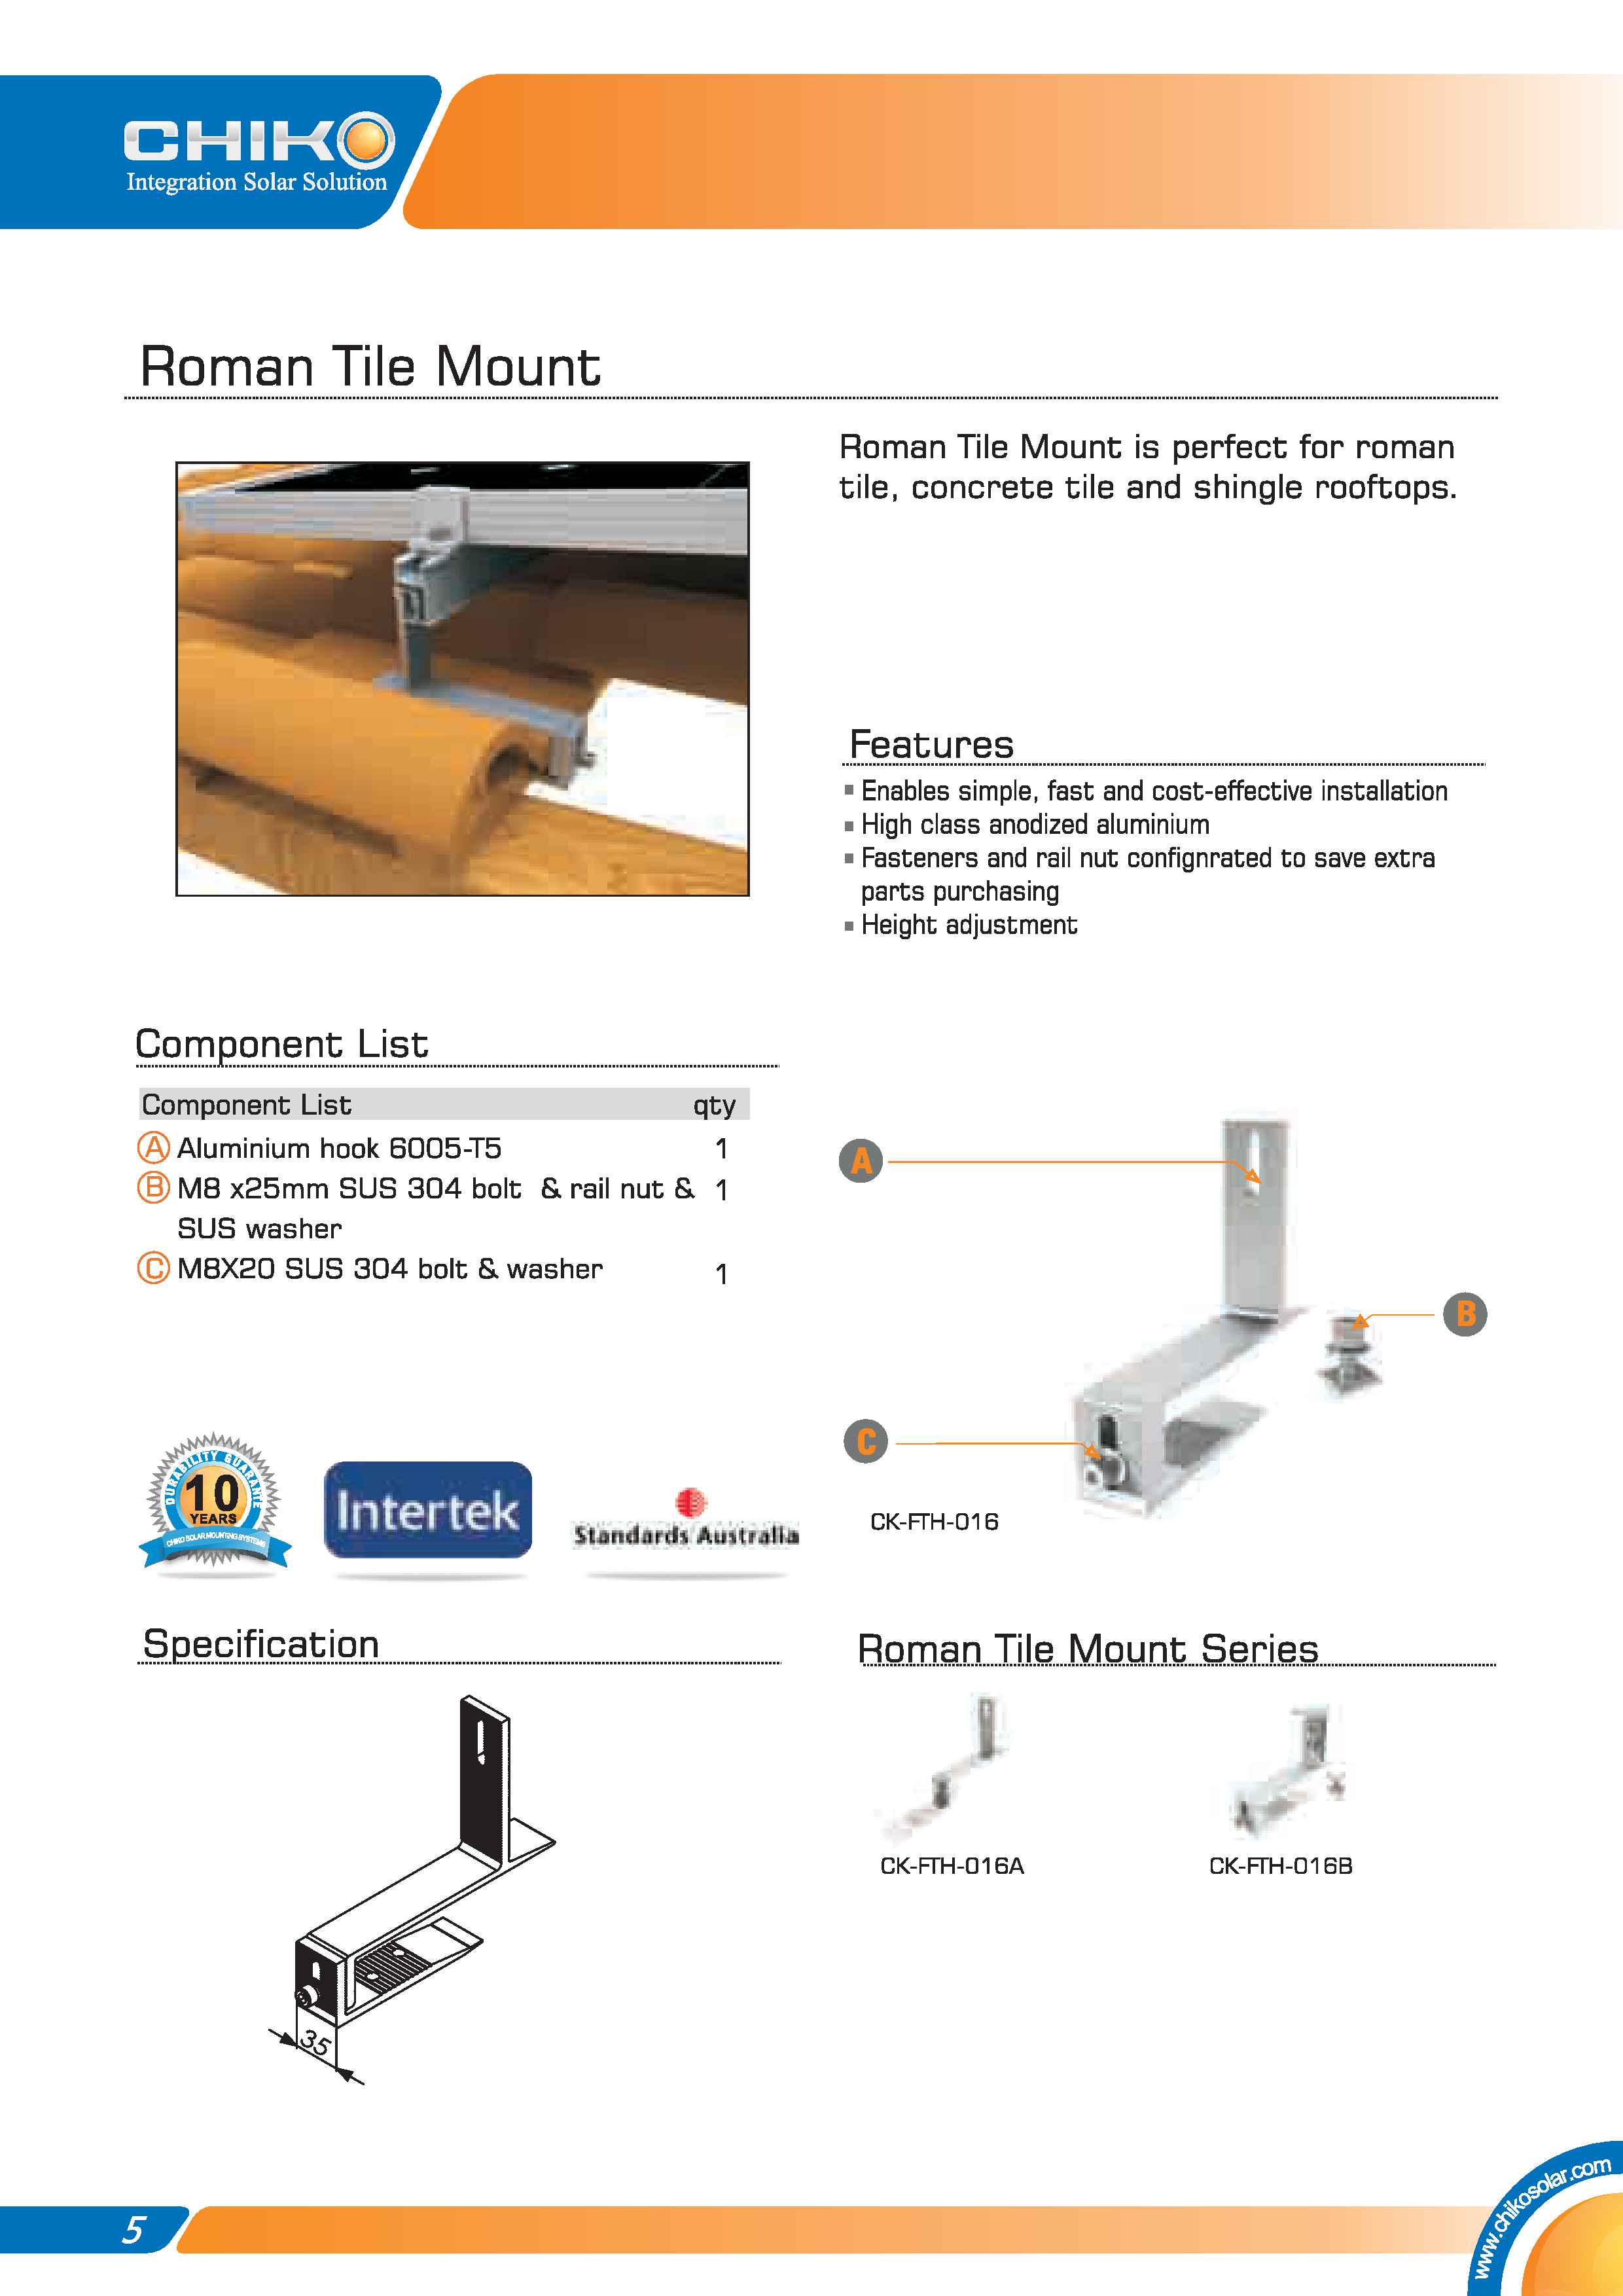 CHIKO
Integration Solar Solution
Roman Tile Mount
Roman Tile Mount is perfect for roman
tile, concrete tile and shingle rooftops.
Features
Enables simple, fast and cost-effective installation
High class anodized aluminium
Fasteners and rail nut confignrated to save extra
parts purchasing
Height adjustment
Component List
Component List qty
A Aluminium hook 6005-T5 1
B M8 x25mm SUS 304 bolt & rail nut & 1
SUS washer
C M8X20 SUS 304 bolt & washer 1
A
B
C
CK-FTH-016
DURABILITY GUARANTE
10
YEARS
CHIKO SOLAR MOUNTING SYSTEMS
Intertek
Standards Australia
Specification
35
Roman Tile Mount Series
CK-FTH-016A
CK-FTH-016B
5
www.chikosolar.com